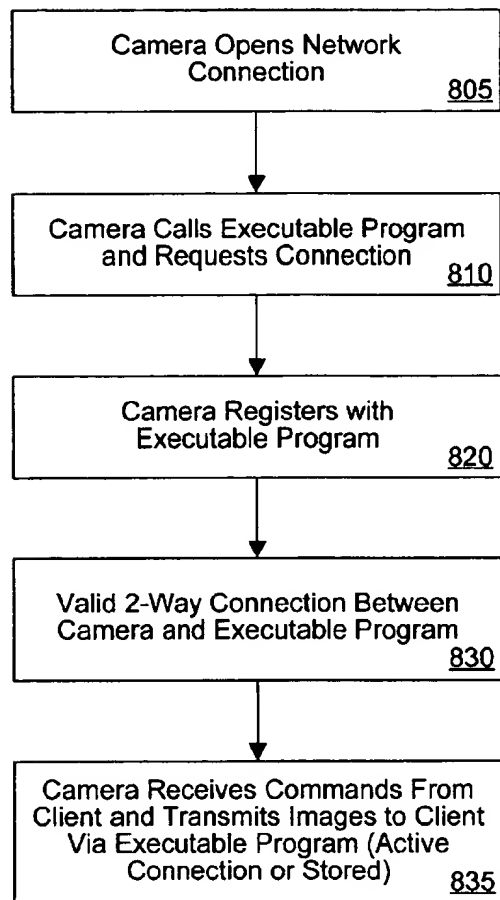 Camera Opens Network
Connection
805
Camera Calls Executable Program
and Requests Connection
810
Camera Registers with
Executable Program
820
Valid 2-Way Connection Between
Camera and Executable Program
830
Camera Receives Commands From
Client and Transmits Images to Client
Via Executable Program (Active
Connection or Stored)
835